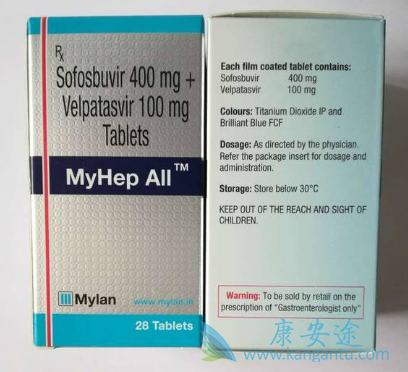 Rx
Sofosbuvir 400 mg +
Velpatasvir 100 mg
Tablets
MyHep All™
Mylan
www.mylan.in
28 Tablets
Each film coated tablet contains:
Sofosbuvir 400 mg
Velpatasvir 100 mg
Colours: Titanium Dioxide IP and
Brilliant Blue FCF
Dosage: As directed by the physician.
Refer the package insert for dosage and
administration.
Storage: Store below 30°C
KEEP OUT OF THE REACH AND SIGHT OF
CHILDREN.
Warning: To be sold by retail on the
prescription of "Gastroenterologist only"
康安途
www.kangantu.com